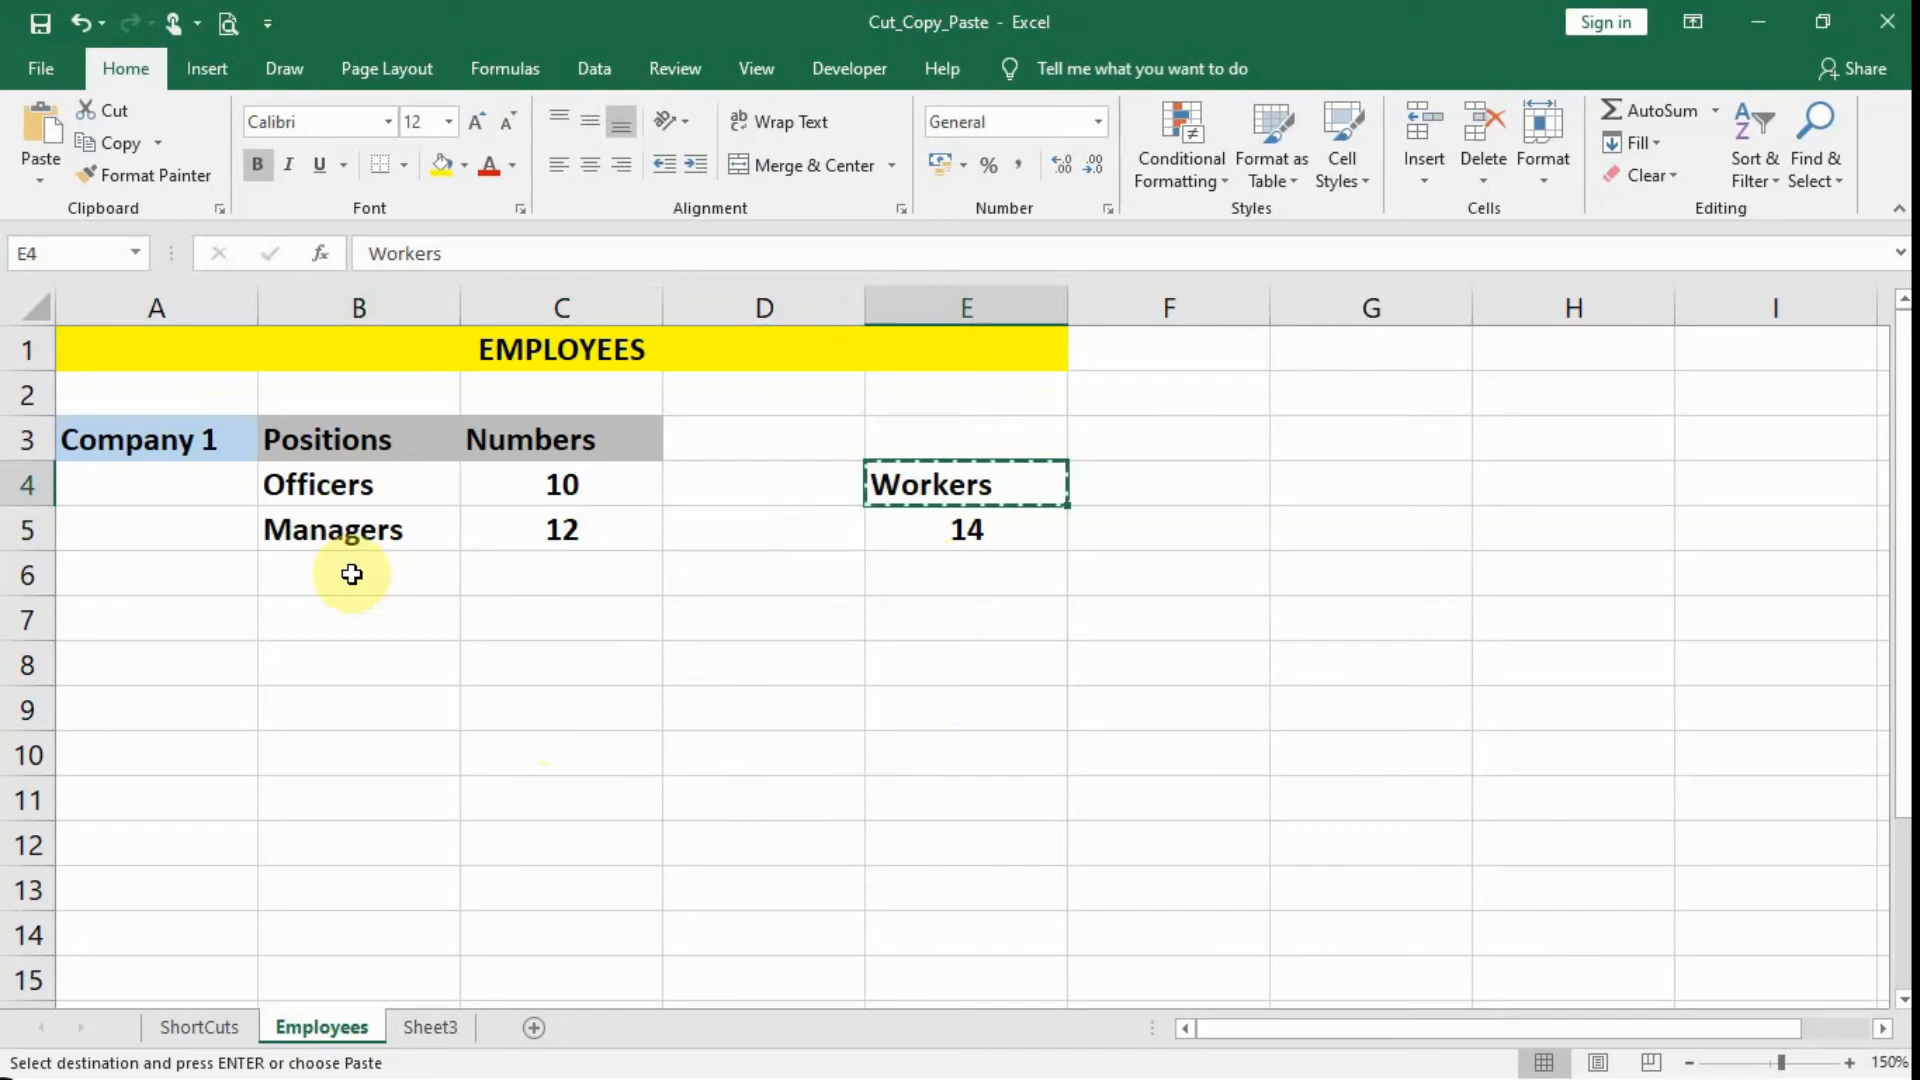 Cut_Copy_Paste - Excel
Sign in
File Home Insert Draw Page Layout Formulas Data Review View Developer Help Tell me what you want to do Share
Paste
Cut
Copy
Format Painter
Clipboard
Calibri 12 A A
B I U A
Font
ab Wrap Text
Merge & Center
Alignment
General
% ,
Number
Conditional Formatting
Format as Table
Cell Styles
Styles
Insert Delete Format
Cells
AutoSum
Fill
Clear
Sort & Filter
Find & Select
Editing
E4 fx Workers
A B C D E F G H I
1 EMPLOYEES
2
3 Company 1 Positions Numbers
4 Officers 10 Workers
5 Managers 12 14
6
7
8
9
10
11
12
13
14
15
ShortCuts Employees Sheet3
Select destination and press ENTER or choose Paste 150%